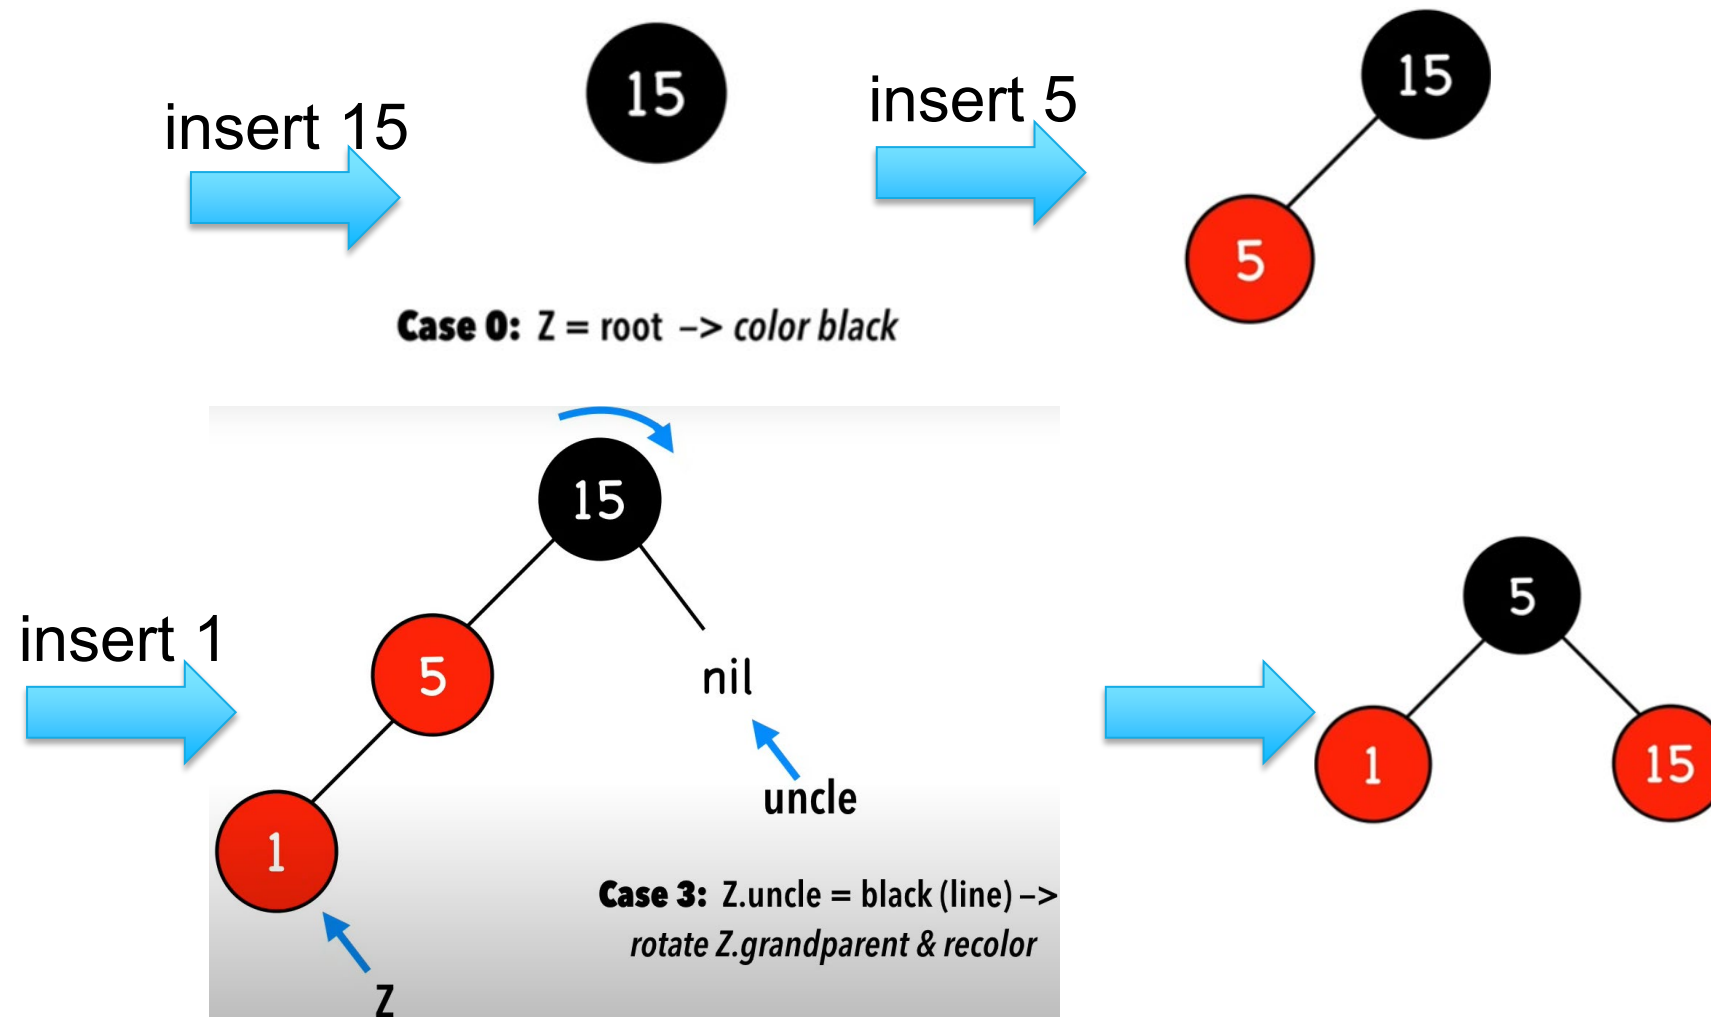 insert 15
15
insert 5
15
5
Case 0: Z = root –> color black
insert 1
15
5
nil
uncle
1
Z
Case 3: Z.uncle = black (line) –>
rotate Z.grandparent & recolor
5
1
15